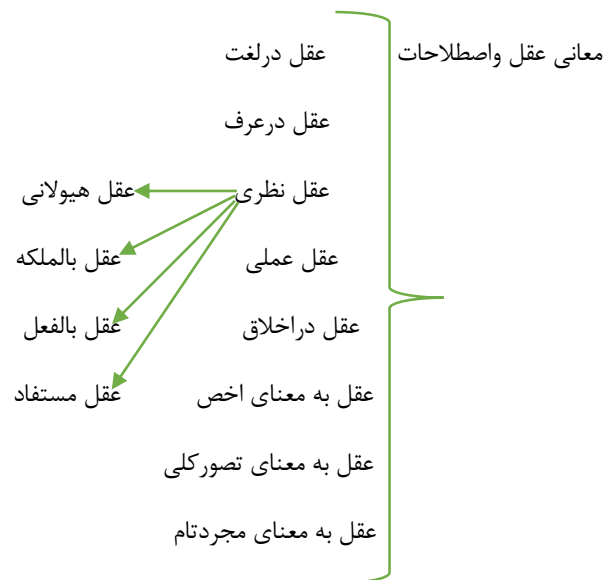 معانی عقل واصطلاحات
عقل درلغت
عقل درعرف
عقل نظری
عقل هیولانی
عقل بالملکه
عقل بالفعل
عقل مستفاد
عقل عملی
عقل دراخلاق
عقل به معنای اخص
عقل به معنای تصورکلی
عقل به معنای مجردتام